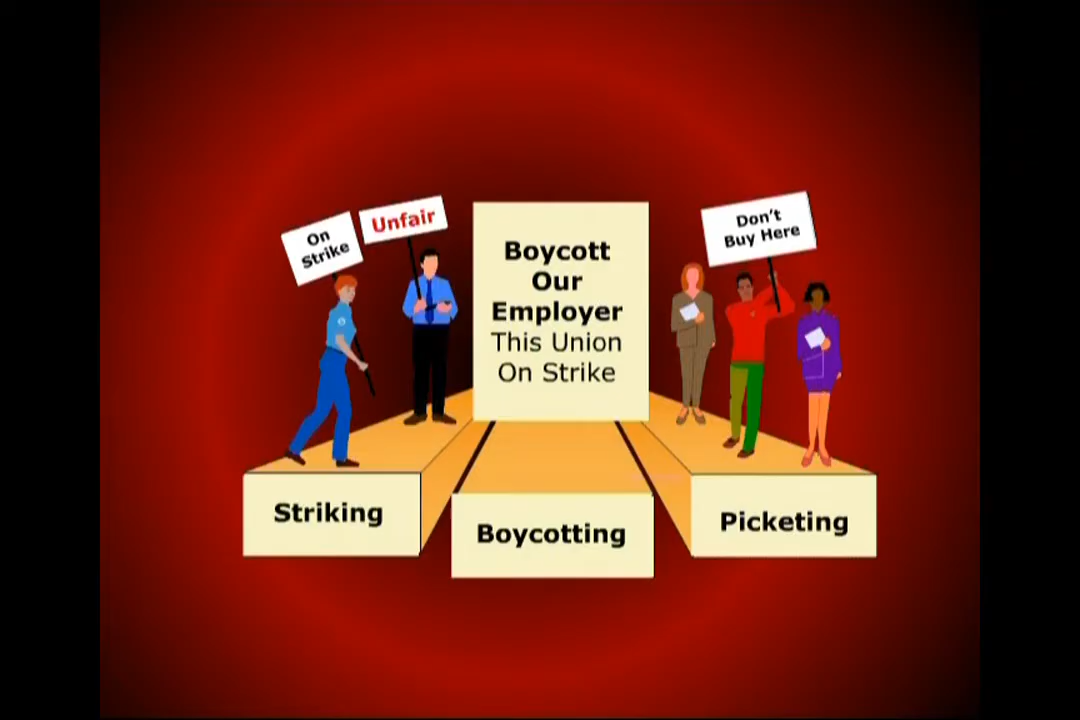 On
Strike
Unfair
Boycott
Our
Employer
This Union
On Strike
Don't
Buy Here
Striking
Boycotting
Picketing